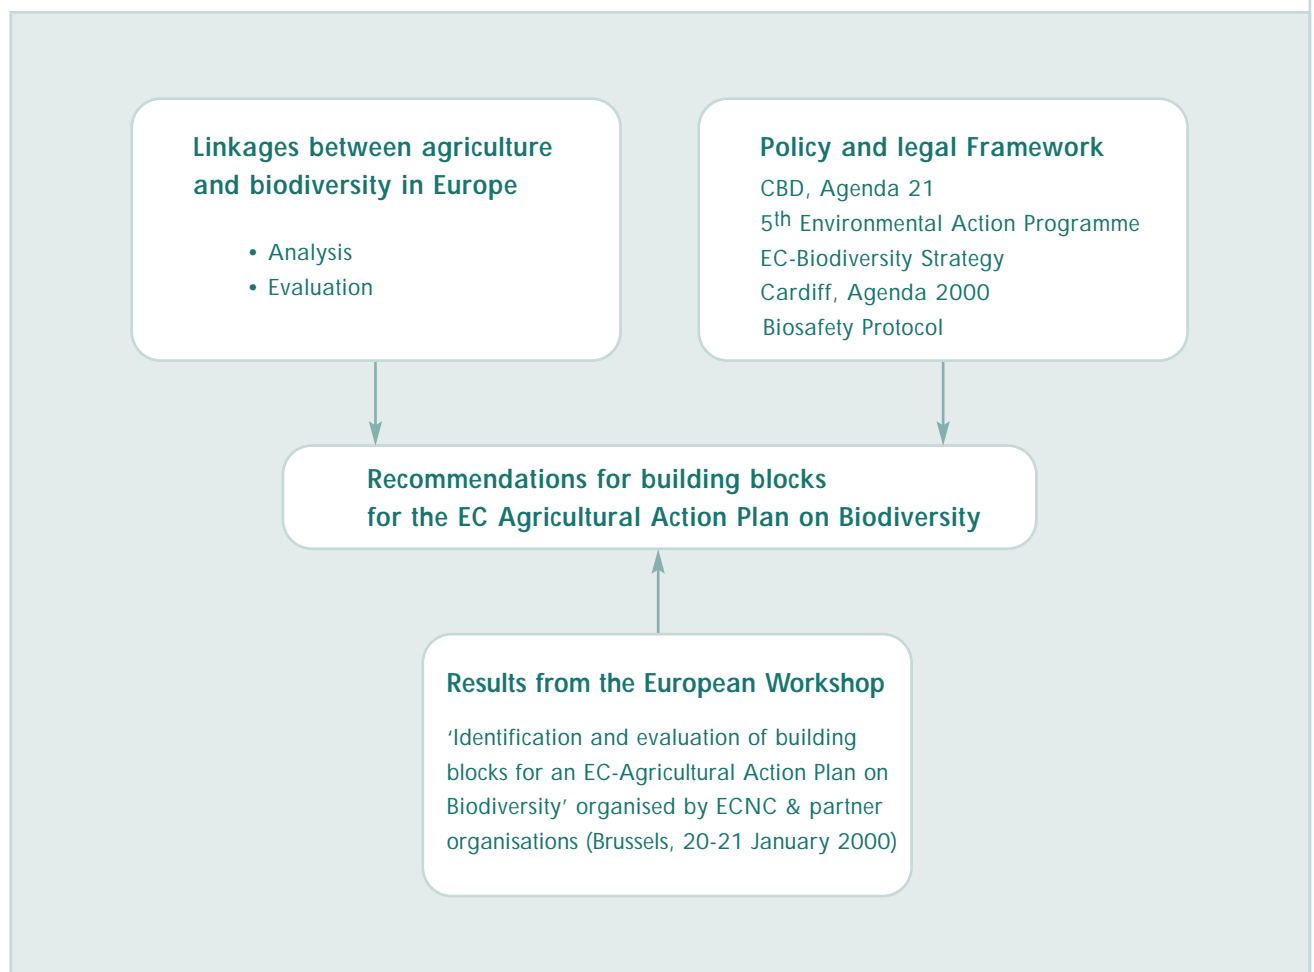 Linkages between agriculture
and biodiversity in Europe
• Analysis
• Evaluation
Policy and legal Framework
CBD, Agenda 21
5th Environmental Action Programme
EC-Biodiversity Strategy
Cardiff, Agenda 2000
Biosafety Protocol
Recommendations for building blocks
for the EC Agricultural Action Plan on Biodiversity
Results from the European Workshop
‘Identification and evaluation of building
blocks for an EC-Agricultural Action Plan on
Biodiversity’ organised by ECNC & partner
organisations (Brussels, 20-21 January 2000)